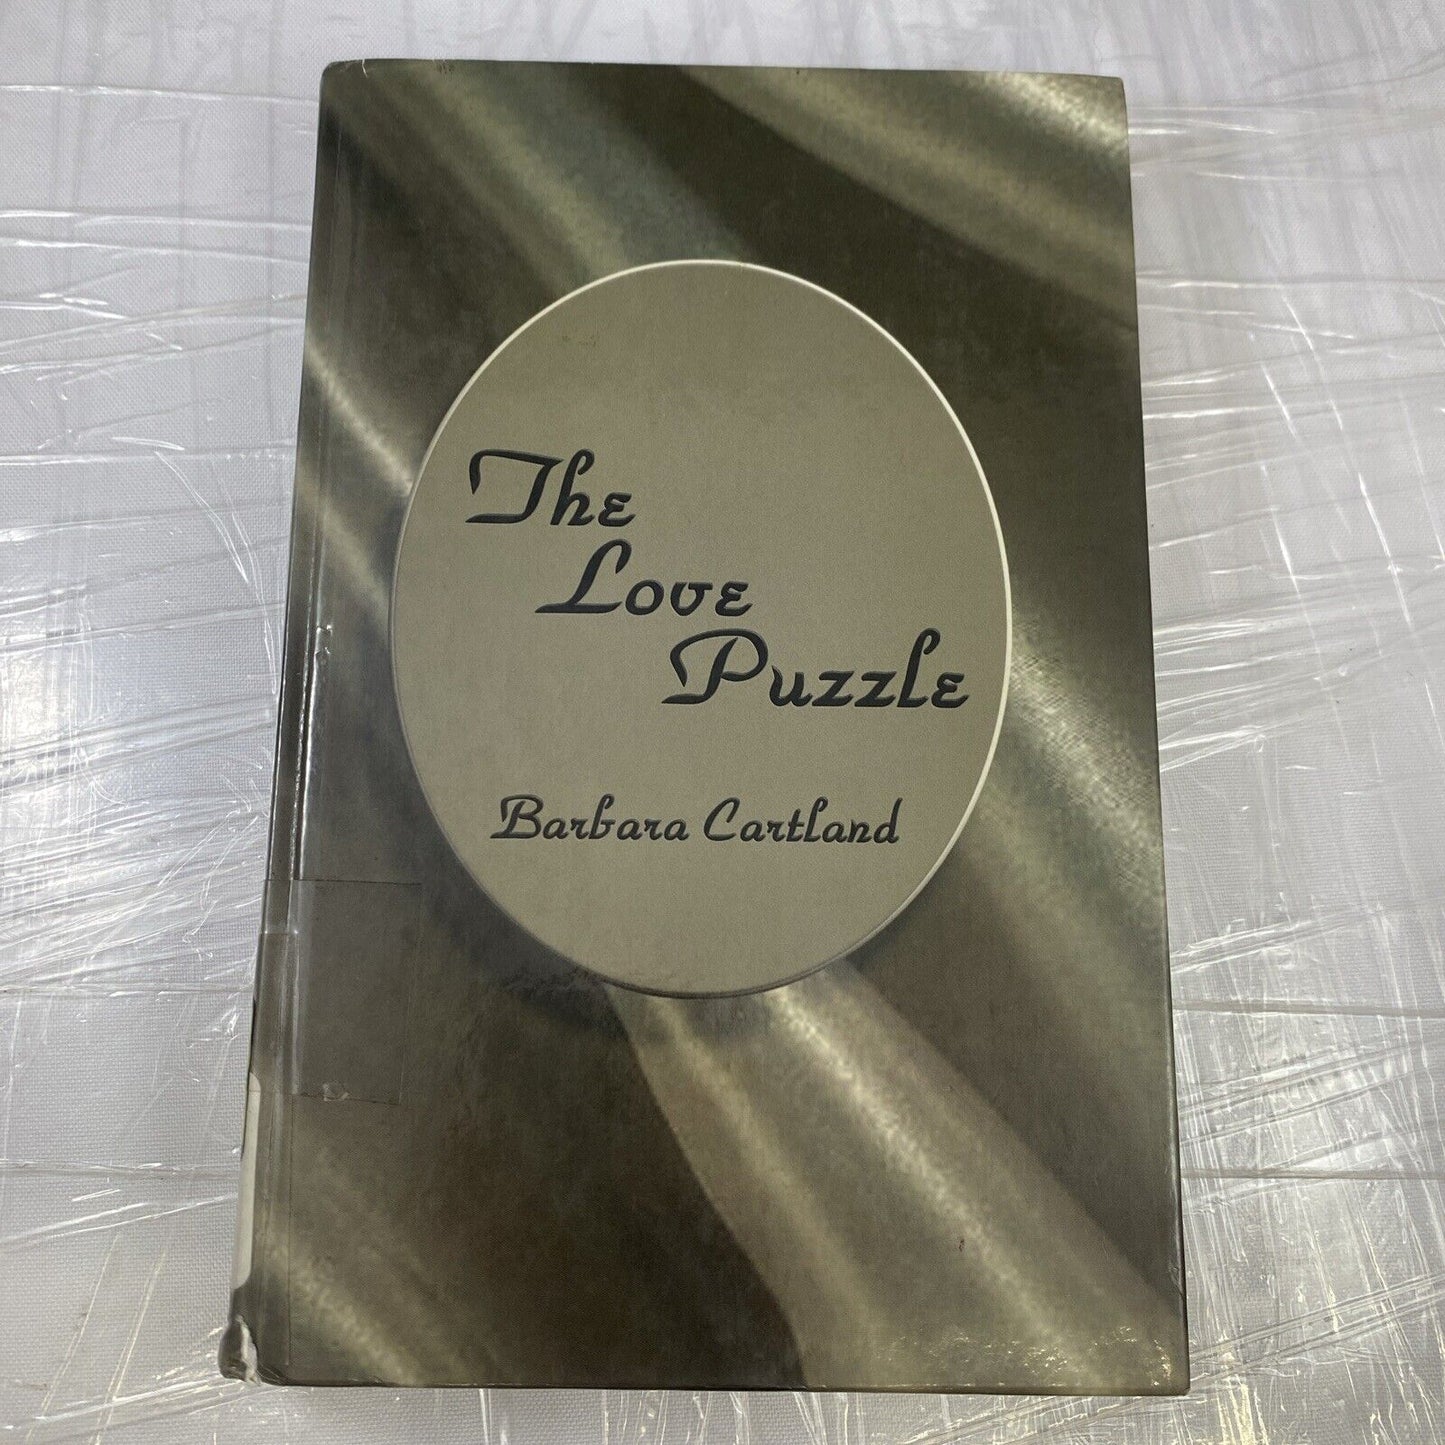 The
Love
Puzzle
Barbara Cartland